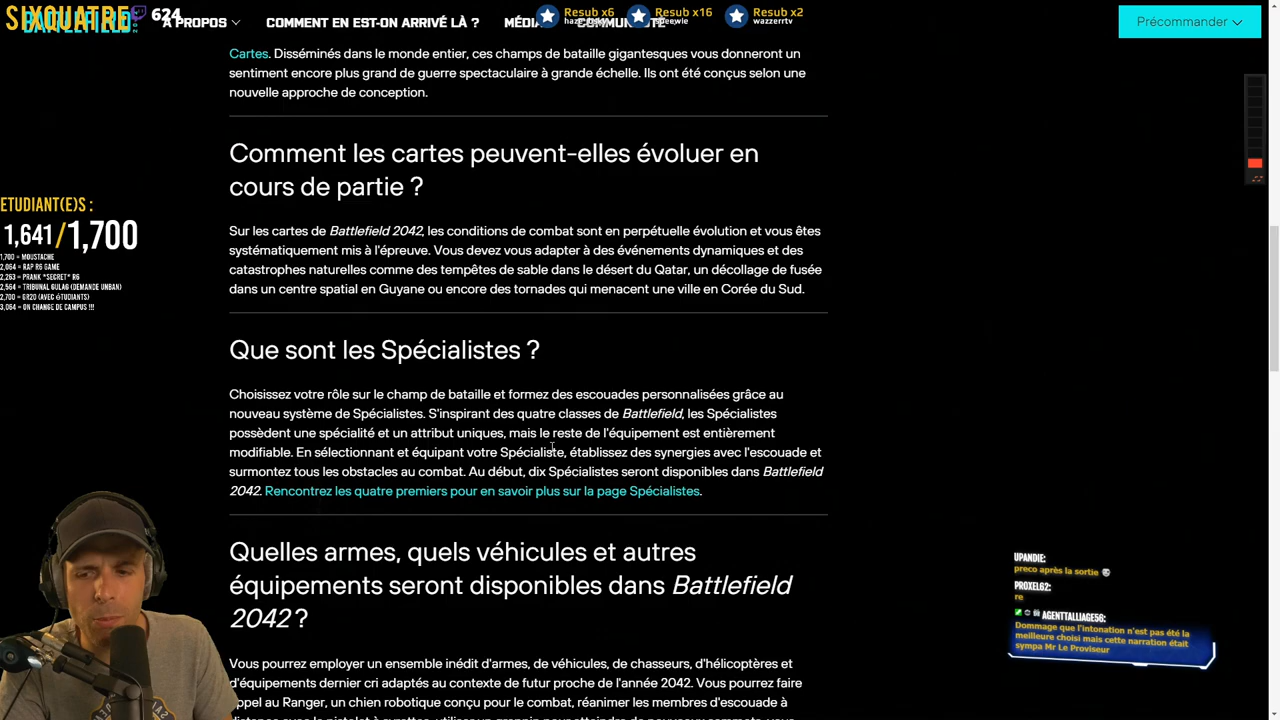 SIXQUATRE
624
À PROPOS
COMMENT EN EST-ON ARRIVÉ LÀ ?
Resub x6
Resub x16
speewie
Resub x2
wazzerrtv
Précommander
Cartes. Disséminés dans le monde entier, ces champs de bataille gigantesques vous donneront un
sentiment encore plus grand de guerre spectaculaire à grande échelle. Ils ont été conçus selon une
nouvelle approche de conception.
Comment les cartes peuvent-elles évoluer en
cours de partie ?
Sur les cartes de Battlefield 2042, les conditions de combat sont en perpétuelle évolution et vous êtes
systématiquement mis à l'épreuve. Vous devez vous adapter à des événements dynamiques et des
catastrophes naturelles comme des tempêtes de sable dans le désert du Qatar, un décollage de fusée
dans un centre spatial en Guyane ou encore des tornades qui menacent une ville en Corée du Sud.
Que sont les Spécialistes ?
Choisissez votre rôle sur le champ de bataille et formez des escouades personnalisées grâce au
nouveau système de Spécialistes. S'inspirant des quatre classes de Battlefield, les Spécialistes
possèdent une spécialité et un attribut uniques, mais le reste de l'équipement est entièrement
modifiable. En sélectionnant et équipant votre Spécialiste, établissez des synergies avec l'escouade et
surmontez tous les obstacles au combat. Au début, dix Spécialistes seront disponibles dans Battlefield
2042. Rencontrez les quatre premiers pour en savoir plus sur la page Spécialistes.
Quelles armes, quels véhicules et autres
équipements seront disponibles dans Battlefield
2042 ?
Vous pourrez employer un ensemble inédit d'armes, de véhicules, de chasseurs, d'hélicoptères et
d'équipements dernier cri adaptés au contexte de futur proche de l'année 2042. Vous pourrez faire
appel au Ranger, un chien robotique conçu pour le combat, réanimer les membres d'escouade à
ETUDIANT(E)S :
1,641/1,700
1,700 = MOUSTACHE
2,064 = RAP R6 GAME
2,263 = PRANK *SECRET* R6
2,564 = TRIBUNAL GULAG (DEMANDE UNBAN)
2,700 = GR20 (AVEC ÉTUDIANTS)
3,064 = ON CHANGE DE CAMPUS !!!
UPANDIE:
preco après la sortie
PROXEL62:
re
AGENTTALLIAGE56:
Dommage que l'intonation n'est pas été la
meilleure choisi mais cette narration était
sympa Mr Le Proviseur